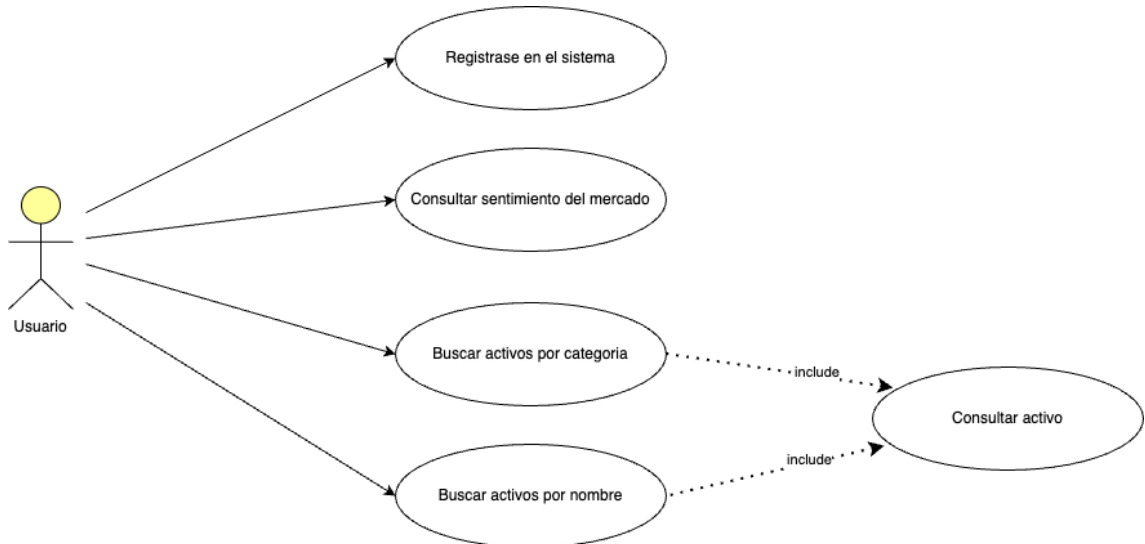 Registrase en el sistema
Consultar sentimiento del mercado
Usuario
Buscar activos por categoria
include
Consultar activo
include
Buscar activos por nombre